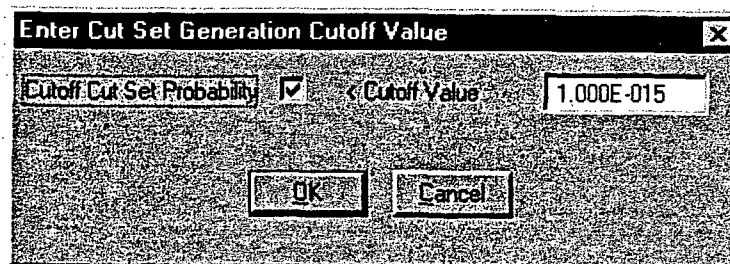 Enter Cut Set Generation Cutoff Value
Cutoff Cut Set Probability < Cutoff Value 1.000E-015
OK Cancel